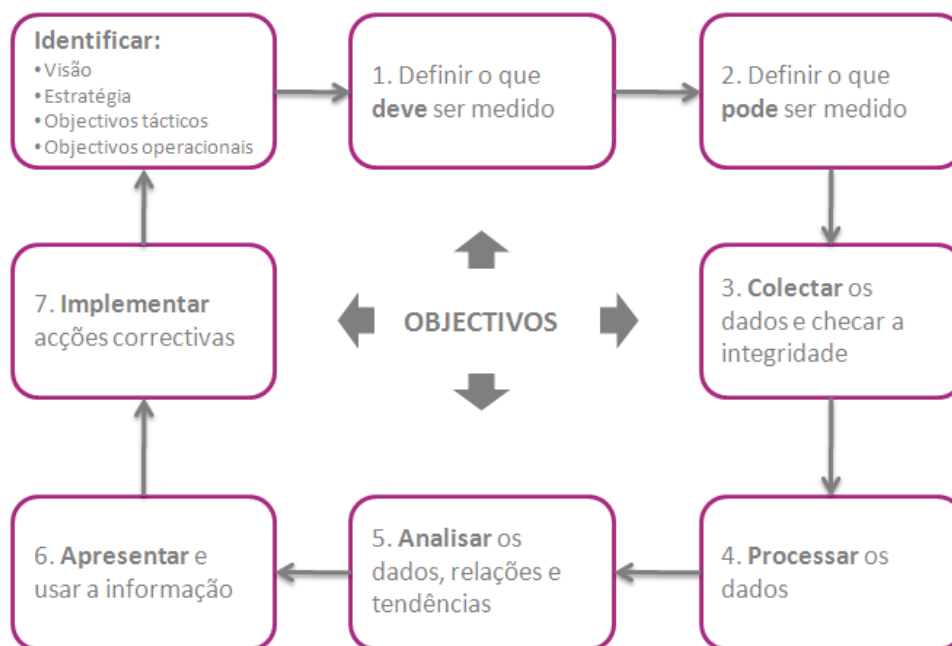 Identificar:
• Visão
• Estratégia
• Objectivos tácticos
• Objectivos operacionais
1. Definir o que
deve ser medido
2. Definir o que
pode ser medido
3. Colectar os
dados e checar a
integridade
4. Processar os
dados
5. Analisar os
dados, relações e
tendências
6. Apresentar e
usar a informação
7. Implementar
acções correctivas
OBJECTIVOS